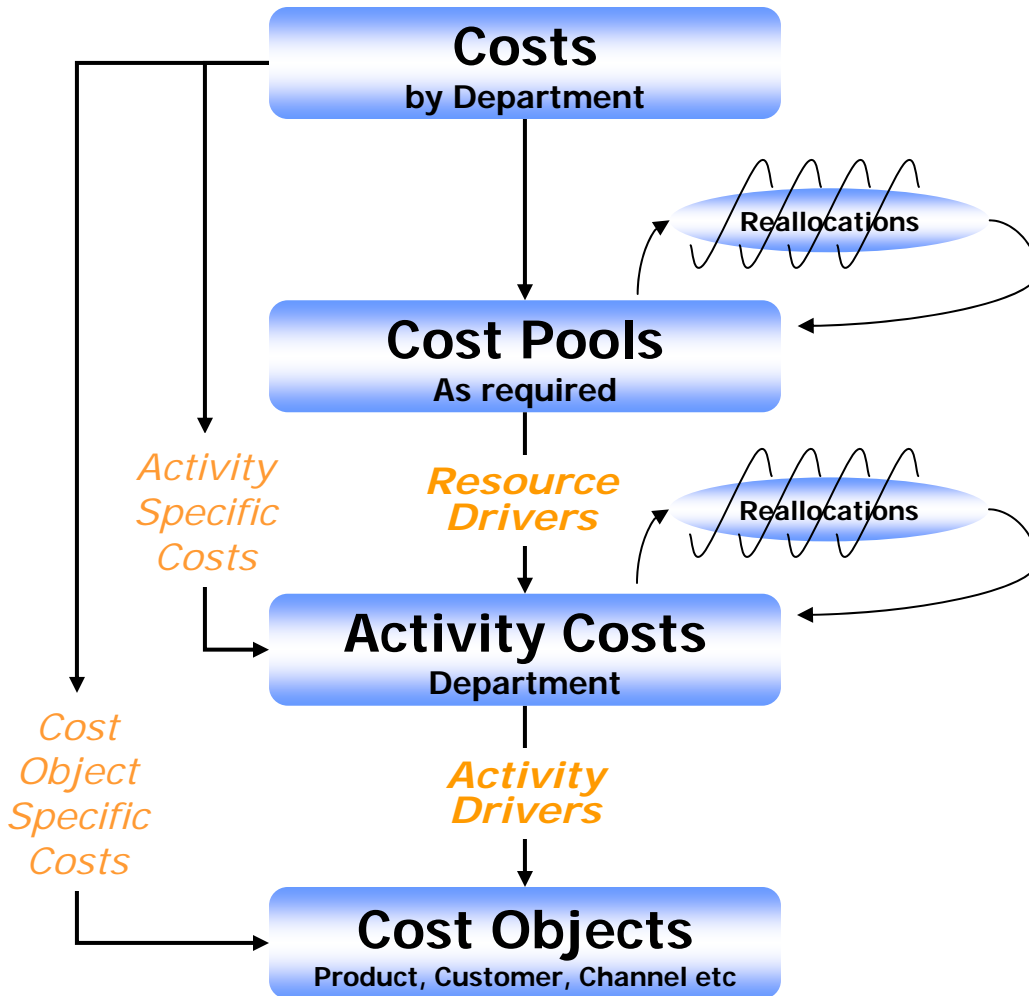 Costs
by Department
Reallocations
Cost Pools
As required
Activity
Specific
Costs
Resource
Drivers
Reallocations
Activity Costs
Department
Cost
Object
Specific
Costs
Activity
Drivers
Cost Objects
Product, Customer, Channel etc